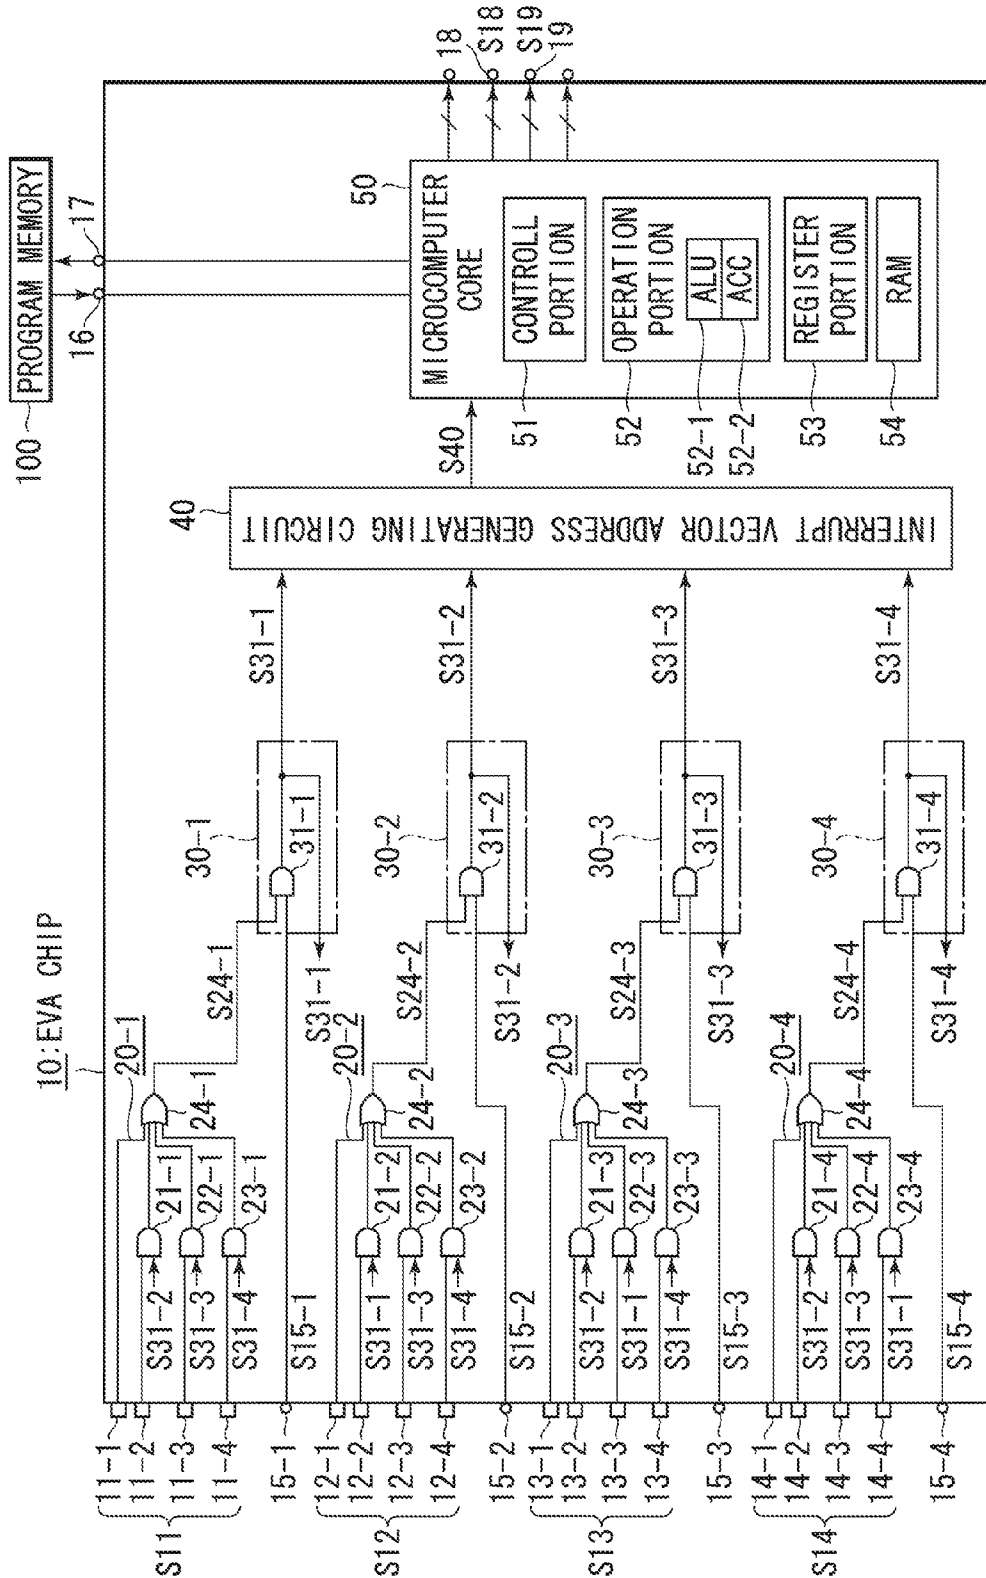 10:EVA CHIP
100
PROGRAM MEMORY
16
17
11-1
11-2
11-3
11-4
S11
15-1
S15-1
S31-2
S31-3
S31-4
21-1
22-1
23-1
20-1
24-1
S24-1
30-1
31-1
S31-1
S31-1
12-1
12-2
12-3
12-4
S12
15-2
S15-2
S31-1
S31-3
S31-4
21-2
22-2
23-2
20-2
24-2
S24-2
30-2
31-2
S31-2
S31-2
13-1
13-2
13-3
13-4
S13
15-3
S15-3
S31-2
S31-1
S31-4
21-3
22-3
23-3
20-3
24-3
S24-3
30-3
31-3
S31-3
S31-3
14-1
14-2
14-3
14-4
S14
15-4
S15-4
S31-2
S31-3
S31-1
21-4
22-4
23-4
20-4
24-4
S24-4
30-4
31-4
S31-4
S31-4
40
INTERRUPT VECTOR ADDRESS GENERATING CIRCUIT
S40
50
MICROCOMPUTER
CORE
51
CONTROLL
PORTION
52
OPERATION
PORTION
52-1
ALU
52-2
ACC
53
REGISTER
PORTION
54
RAM
18
S18
S19
19